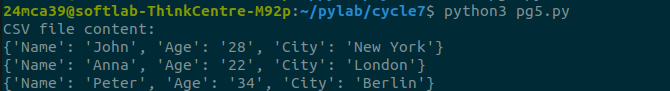 24mca39@softlab-ThinkCentre-M92p:~/pylab/cycle7$ python3 pg5.py
CSV file content:
{'Name': 'John', 'Age': '28', 'City': 'New York'}
{'Name': 'Anna', 'Age': '22', 'City': 'London'}
{'Name': 'Peter', 'Age': '34', 'City': 'Berlin'}